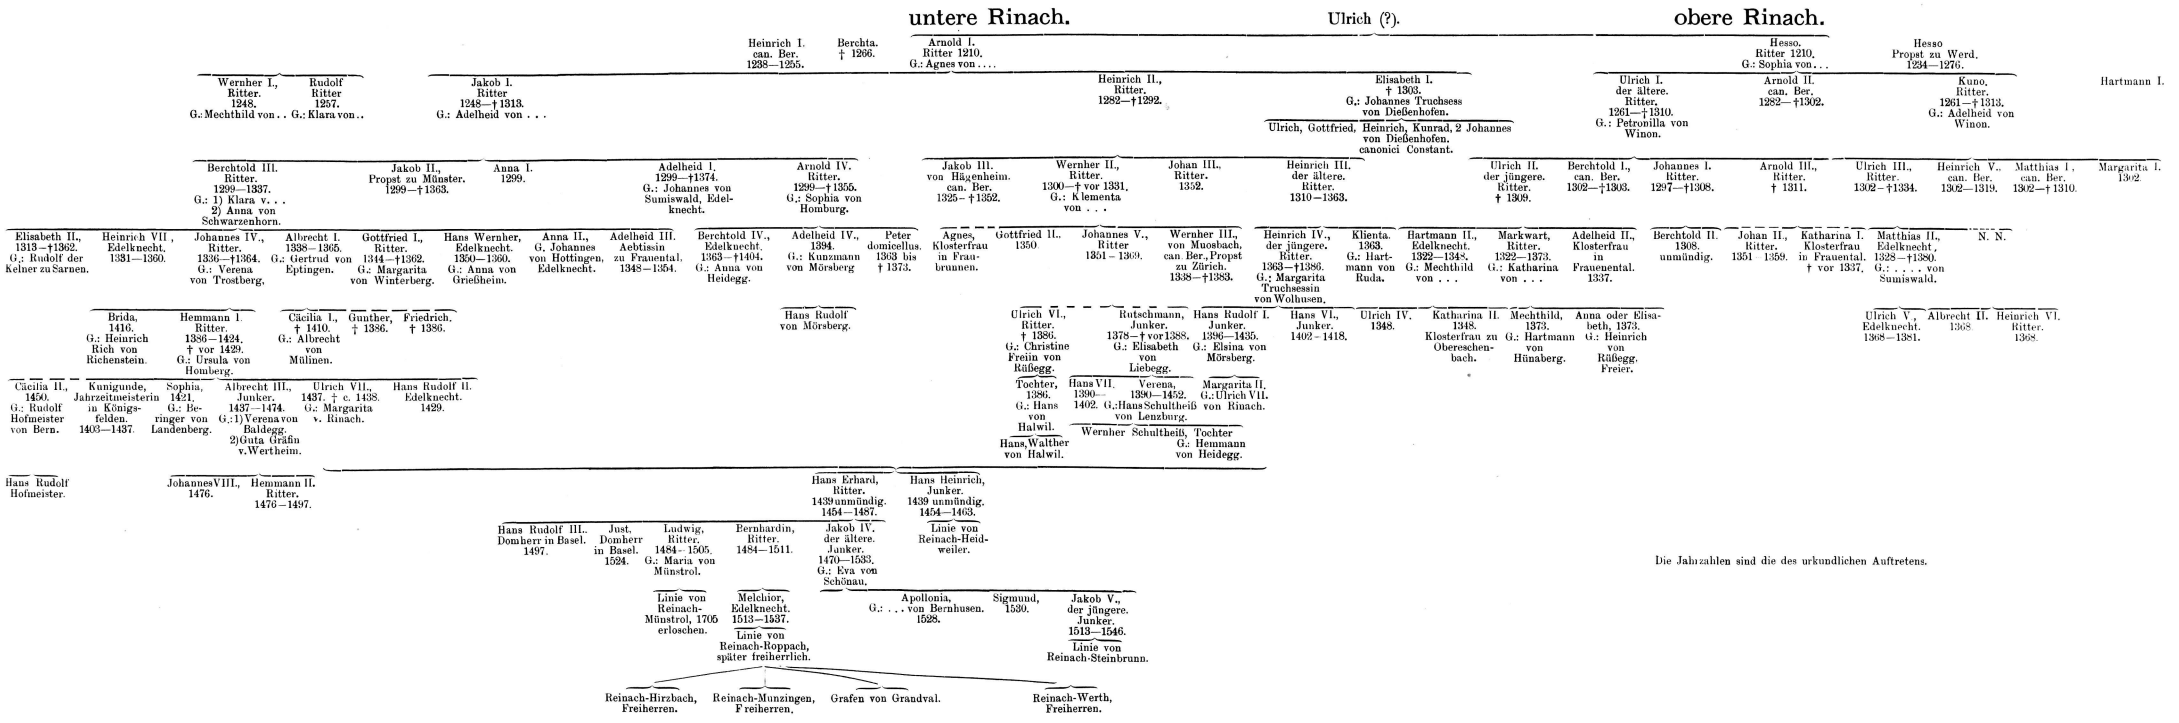 untere Rinach.
Ulrich (?).
obere Rinach.
Heinrich I.
can. Ber.
1238—1255.
Berchta.
† 1266.
Arnold I.
Ritter 1210.
G.: Agnes von ....
Hesso.
Ritter 1210.
G.: Sophia von...
Hesso
Propst zu Werd.
1234—1276.
Wernher I.,
Ritter.
1248.
G.: Mechthild von..
Rudolf
Ritter
1257.
G.: Klara von..
Jakob I.
Ritter
1248—†1313.
G.: Adelheid von ...
Heinrich II.,
Ritter.
1282—†1292.
Elisabeth I.
† 1303.
G.: Johannes Truchsess
von Dießenhofen.
Ulrich, Gottfried, Heinrich, Kunrad, 2 Johannes
von Dießenhofen.
canonici Constant.
Ulrich I.
der ältere.
Ritter.
1261—†1310.
G.: Petronilla von
Winon.
Arnold II.
can. Ber.
1282—†1302.
Kuno.
Ritter.
1261—†1313.
G.: Adelheid von
Winon.
Hartmann I.
Berchtold III.
Ritter.
1299—1337.
G.: 1) Klara v. . .
2) Anna von
Schwarzenhorn.
Jakob II.,
Propst zu Münster.
1299—†1363.
Anna I.
1299.
Adelheid I.
1299—†1374.
G.: Johannes von
Sumiswald, Edel-
knecht.
Arnold IV.
Ritter.
1299—†1355.
G.: Sophia von
Homburg.
Jakob III.
von Hägenheim.
can. Ber.
1325—†1352.
Wernher II.,
Ritter.
1300—† vor 1331.
G.: Klementa
von . . .
Johan III.,
Ritter.
1352.
Heinrich III.
der ältere.
Ritter.
1310—1363.
Ulrich II.
der jüngere.
Ritter.
† 1309.
Berchtold I.,
can. Ber.
1302—†1303.
Johannes I.
Ritter.
1297—†1308.
Arnold III.,
Ritter.
† 1311.
Ulrich III.,
Ritter.
1302—†1334.
Heinrich V..
can. Ber.
1302—1319.
Matthias I,
can. Ber.
1302—†1310.
Margarita I.
1302.
Elisabeth II.,
1313—†1362.
G.: Rudolf der
Kelner zu Sarnen.
Heinrich VII,
Edelknecht.
1331—1360.
Johannes IV.,
Ritter.
1336—†1364.
G.: Verena
von Trostberg.
Albrecht I.
1338—1365.
G.: Gertrud von
Eptingen.
Gottfried I.,
Ritter.
1344—†1362.
G.: Margarita
von Winterberg.
Hans Wernher,
Edelknecht.
1350—1360.
G.: Anna von
Grießheim.
Anna II.,
G. Johannes
von Hottingen,
Edelknecht.
Adelheid III.
Aebtissin
zu Frauental.
1348—1354.
Berchtold IV.,
Edelknecht.
1363—†1404.
G.: Anna von
Heidegg.
Adelheid IV.,
1394.
G.: Kunzmann
von Mörsberg
Peter
domicellus.
1363 bis
† 1373.
Agnes,
Klosterfrau
in Frau-
brunnen.
Gottfried II..
1350.
Johannes V.,
Ritter
1351—1369.
Wernher III.,
von Muosbach,
can. Ber., Propst
zu Zürich.
1338—†1383.
Heinrich IV.,
der jüngere.
Ritter.
1363—†1386.
G.: Margarita
Truchsessin
von Wolhusen.
Klienta.
1363.
G.: Hart-
mann von
Ruda.
Hartmann II.,
Edelknecht.
1322—1348.
G.: Mechthild
von . . .
Markwart,
Ritter.
1322—1373.
G.: Katharina
von . . .
Adelheid II.,
Klosterfrau
in
Frauenental.
1337.
Berchtold II.
1308.
unmündig.
Johan II.,
Ritter.
1351—1359.
Katharina I.
Klosterfrau
in Frauental.
† vor 1337.
Matthias II.,
Edelknecht,
1328—†1380.
G.: .... von
Sumiswald.
N. N.
Brida,
1416.
G.: Heinrich
Rich von
Richenstein.
Hemmann I.
Ritter.
1386—1424.
† vor 1429.
G.: Ursula von
Homberg.
Cäcilia I.,
† 1410.
G.: Albrecht
von
Mülinen.
Gunther,
† 1386.
Friedrich.
† 1386.
Hans Rudolf
von Mörsberg.
Ulrich VI.
Ritter.
† 1386.
G.: Christine
Freiin von
Rüßegg.
Rutschmann,
Junker.
1378—† vor 1388.
G.: Elisabeth
von
Liebegg.
Hans Rudolf I.
Junker.
1396—1435.
G.: Elsina von
Mörsberg.
Hans VI.,
Junker.
1402—1418.
Ulrich IV.
1348.
Katharina II.
1348.
Klosterfrau zu
Obereschen-
bach.
Mechthild,
1373.
G.: Hartmann
von
Hünaberg.
Anna oder Elisa-
beth, 1373.
G.: Heinrich
von
Rüßegg.
Freier.
Ulrich V,
Edelknecht.
1368—1381.
Albrecht II.
1368
Heinrich VI.
Ritter.
1368.
Cäcilia II.,
1450.
G.: Rudolf
Hofmeister
von Bern.
Kunigunde,
Jahrzeitmeisterin
in Königs-
felden
1403—1437.
Sophia,
1421.
G.: Be-
ringer von
Landenberg.
Albrecht III.,
Junker.
1437—1474.
G.: 1) Verena von
Baldegg.
2) Guta Gräfin
v. Wertheim.
Ulrich VII.,
1437. † c. 1438.
G.: Margarita
v. Rinach.
Hans Rudolf II.
Edelknecht.
1429.
Tochter,
1386.
G.: Hans
von
Halwil.
Hans VII.
1390—
1402.
Verena,
1390—1452.
G.: Hans Schultheiß
von Lenzburg.
Margarita II.
G.: Ulrich VII.
von Rinach.
Hans, Walther
von Halwil.
Wernher Schultheiß, Tochter
G.: Hemmann
von Heidegg.
Hans Rudolf
Hofmeister.
Johannes VIII.,
1476.
Hemmann II.
Ritter.
1476—1497.
Hans Erhard,
Ritter.
1439 unmündig.
1454—1487.
Hans Heinrich,
Junker.
1439 unmündig.
1454—1463.
Hans Rudolf III..
Domherr in Basel.
1497.
Just,
Domherr
in Basel.
1524.
Ludwig,
Ritter.
1484—1505.
G.: Maria von
Münstrol.
Bernhardin,
Ritter.
1484—1511.
Jakob IV.
der ältere.
Junker.
1470—1533.
G.: Eva von
Schönau.
Linie von
Reinach-Heid-
weiler.
Die Jahrzahlen sind die des urkundlichen Auftretens.
Linie von
Reinach-
Münstrol, 1705
erloschen.
Melchior,
Edelknecht.
1513—1537.
Linie von
Reinach-Roppach,
später freiherrlich.
Apollonia,
G.: ... von Bernhusen.
1528.
Sigmund,
1530.
Jakob V.,
der jüngere.
Junker.
1513—1546.
Linie von
Reinach-Steinbrunn.
Reinach-Hirzbach,
Freiherren.
Reinach-Munzingen,
Freiherren.
Grafen von Grandval.
Reinach-Werth,
Freiherren.